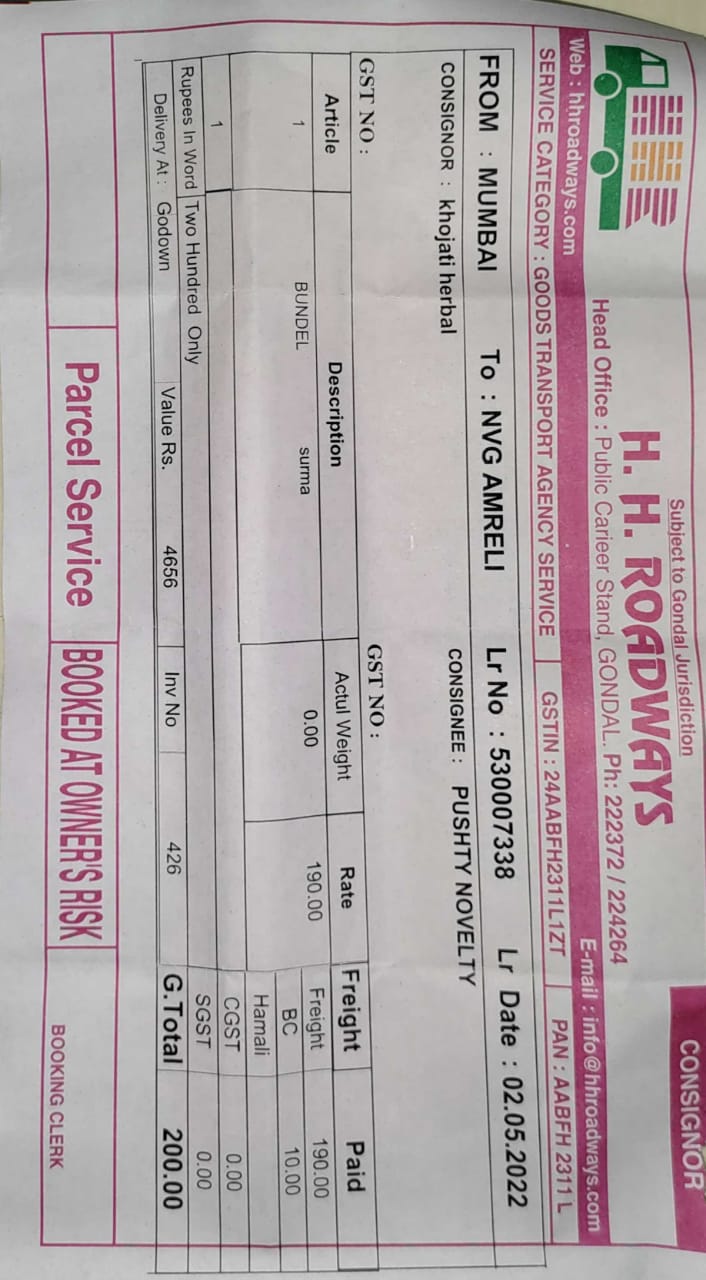 Subject to Gondal Jurisdiction
CONSIGNOR
H. H. ROADWAYS
Head Office : Public Carieer Stand, GONDAL. Ph: 222372 / 224264
Web : hhroadways.com E-mail : info@hhroadways.com
SERVICE CATEGORY : GOODS TRANSPORT AGENCY SERVICE GSTIN : 24AABFH2311L1ZT PAN : AABFH 2311 L
FROM : MUMBAI To : NVG AMRELI Lr No : 530007338 Lr Date : 02.05.2022
CONSIGNOR : khojati herbal CONSIGNEE : PUSHTY NOVELTY
GST NO : GST NO :
Article Description Actul Weight Rate Freight Paid
1 BUNDEL surma 0.00 190.00 Freight 190.00
BC 10.00
Hamali
1 CGST 0.00
Rupees In Word Two Hundred Only SGST 0.00
Delivery At : Godown Value Rs. 4656 Inv No 426 G.Total 200.00
Parcel Service BOOKED AT OWNER'S RISK BOOKING CLERK